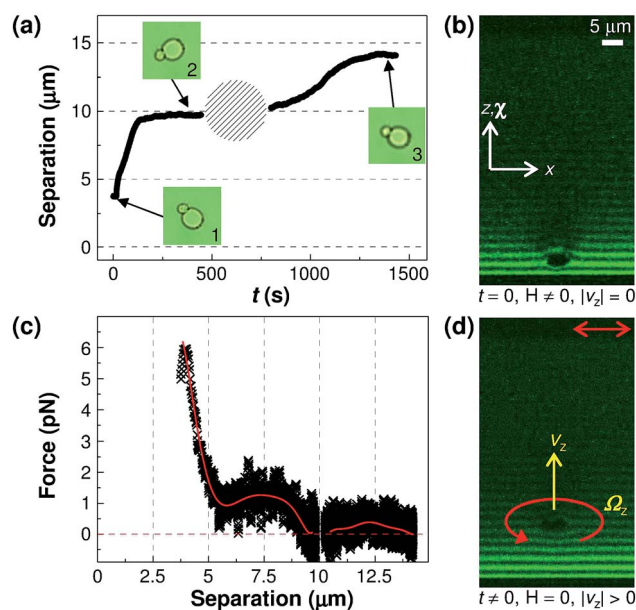 (a)
Separation (μm)
15
10
5
0
2
3
1
0
500
1000
1500
t (s)
(b)
5 μm
z,χ
x
t = 0, H ≠ 0, |v_z| = 0
(c)
Force (pN)
6
5
4
3
2
1
0
0
2.5
5.0
7.5
10
12.5
Separation (μm)
(d)
v_z
Ω_z
t ≠ 0, H = 0, |v_z| > 0